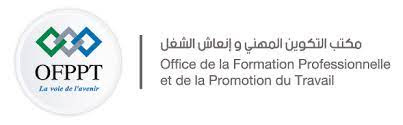 OFPPT
La voie de l'avenir
مكتب التكوين المهني و إنعاش الشغل
Office de la Formation Professionnelle
et de la Promotion du Travail